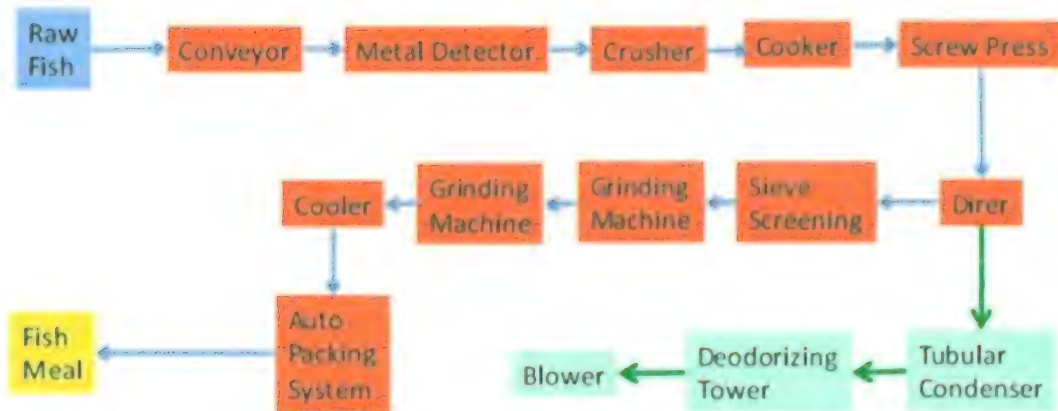 Raw
Fish
Conveyor
Metal Detector
Crusher
Cooker
Screw Press
Direr
Sieve
Screening
Grinding
Machine
Grinding
Machine
Cooler
Auto
Packing
System
Fish
Meal
Tubular
Condenser
Deodorizing
Tower
Blower